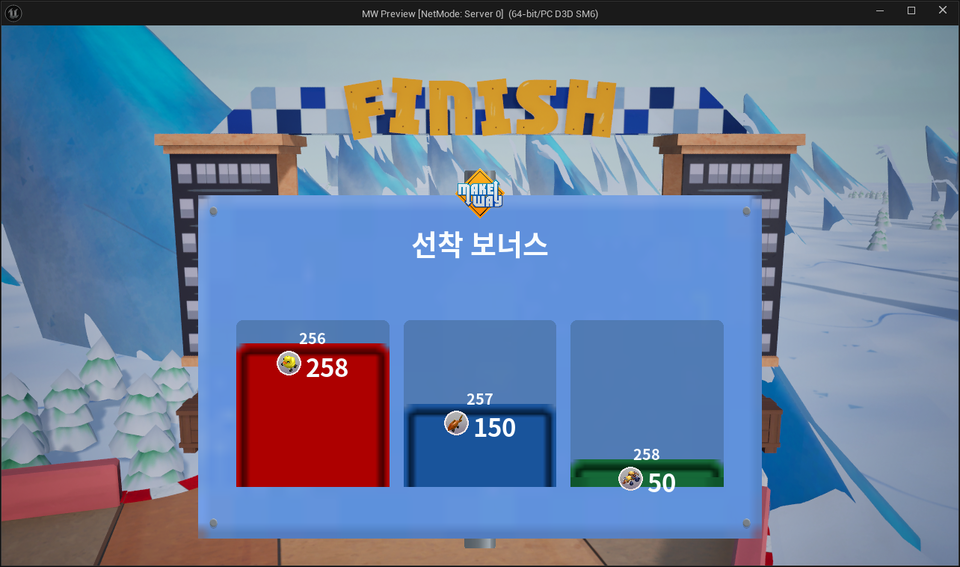 MW Preview [NetMode: Server 0] (64-bit/PC D3D SM6)
FINISH
MAKE
WAY
선착 보너스
256
258
257
150
258
50